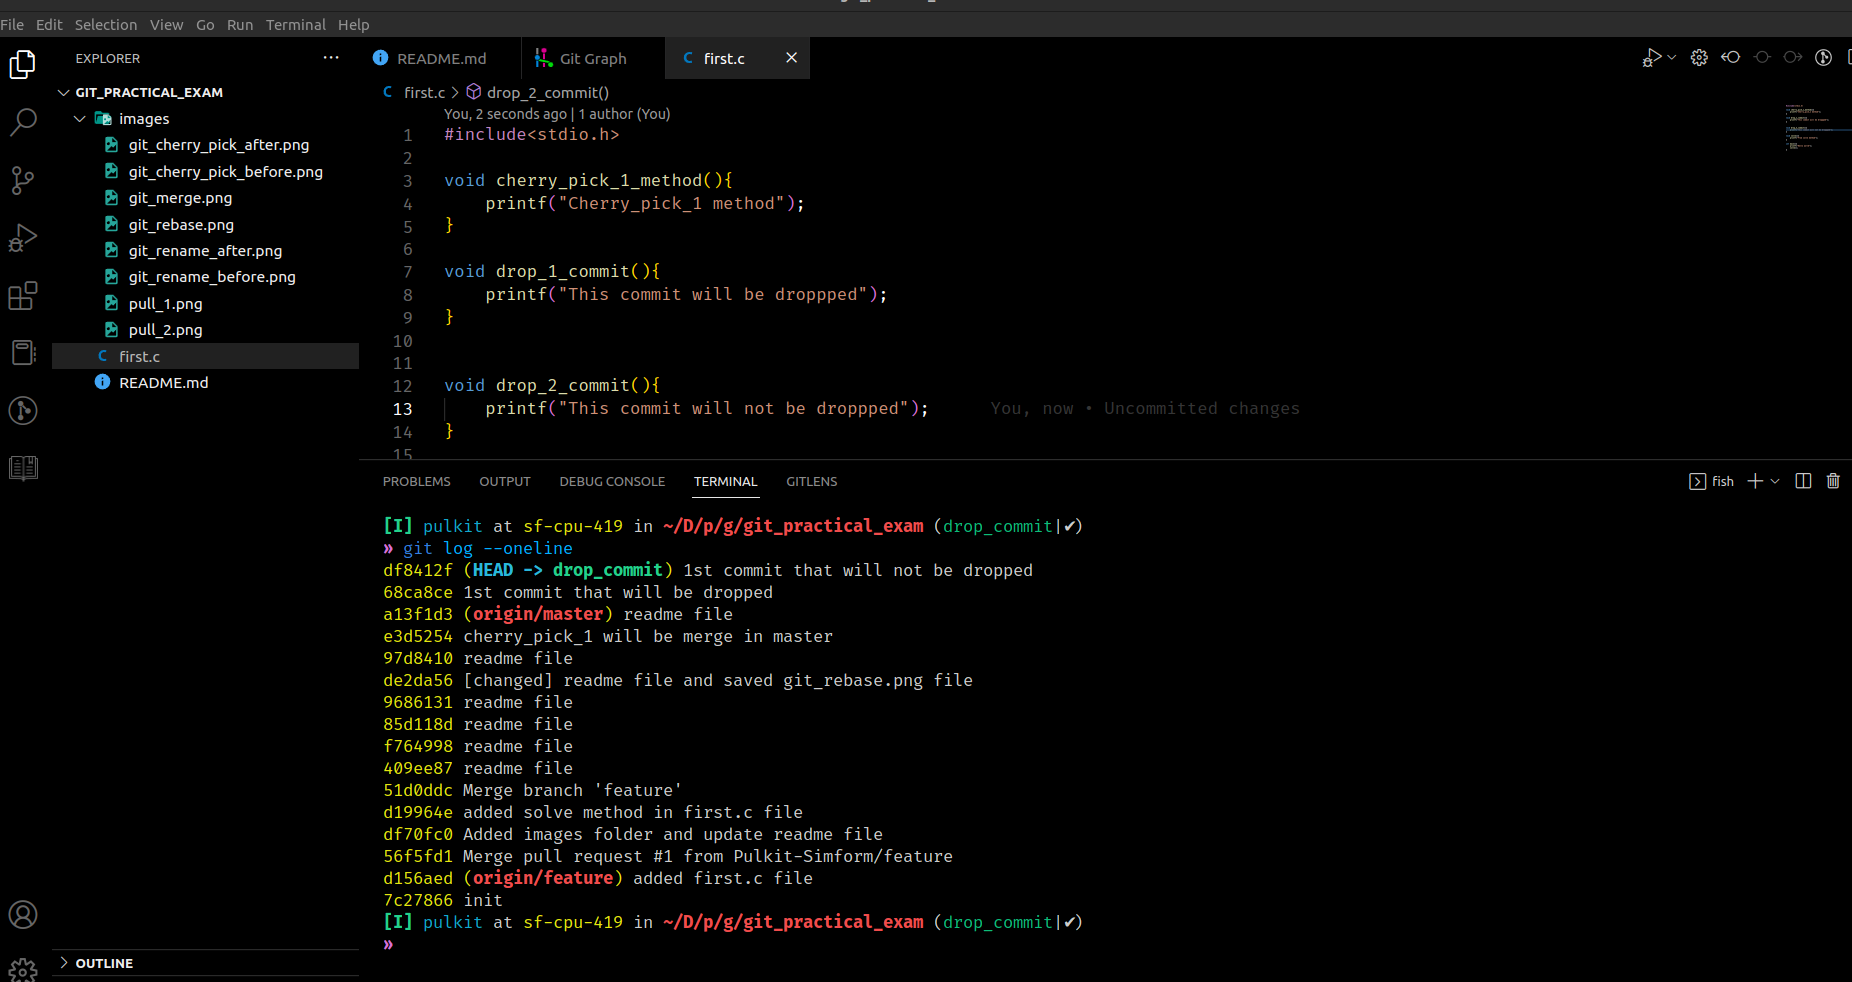 File Edit Selection View Go Run Terminal Help
EXPLORER
GIT_PRACTICAL_EXAM
images
git_cherry_pick_after.png
git_cherry_pick_before.png
git_merge.png
git_rebase.png
git_rename_after.png
git_rename_before.png
pull_1.png
pull_2.png
first.c
README.md
OUTLINE
README.md Git Graph first.c
first.c > drop_2_commit()
You, 2 seconds ago | 1 author (You)
1 #include<stdio.h>
2
3 void cherry_pick_1_method(){
4 printf("Cherry_pick_1 method");
5 }
6
7 void drop_1_commit(){
8 printf("This commit will be droppped");
9 }
10
11
12 void drop_2_commit(){
13 printf("This commit will not be droppped"); You, now • Uncommitted changes
14 }
15
PROBLEMS OUTPUT DEBUG CONSOLE TERMINAL GITLENS
fish
[I] pulkit at sf-cpu-419 in ~/D/p/g/git_practical_exam (drop_commit|✔)
» git log --oneline
df8412f (HEAD -> drop_commit) 1st commit that will not be dropped
68ca8ce 1st commit that will be dropped
a13f1d3 (origin/master) readme file
e3d5254 cherry_pick_1 will be merge in master
97d8410 readme file
de2da56 [changed] readme file and saved git_rebase.png file
9686131 readme file
85d118d readme file
f764998 readme file
409ee87 readme file
51d0ddc Merge branch 'feature'
d19964e added solve method in first.c file
df70fc0 Added images folder and update readme file
56f5fd1 Merge pull request #1 from Pulkit-Simform/feature
d156aed (origin/feature) added first.c file
7c27866 init
[I] pulkit at sf-cpu-419 in ~/D/p/g/git_practical_exam (drop_commit|✔)
»